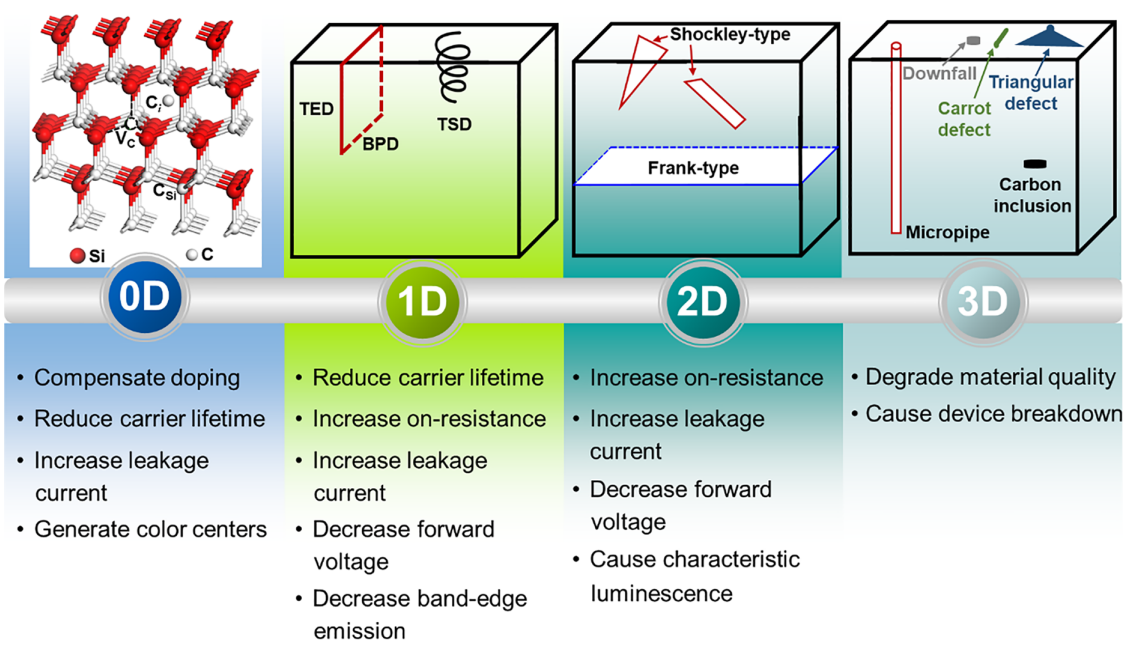 Ci
VC
CSi
Si
C
TED
BPD
TSD
Shockley-type
Frank-type
Downfall
Carrot
defect
Triangular
defect
Carbon
inclusion
Micropipe
0D
1D
2D
3D
• Compensate doping
• Reduce carrier lifetime
• Increase leakage
current
• Generate color centers
• Reduce carrier lifetime
• Increase on-resistance
• Increase leakage
current
• Decrease forward
voltage
• Decrease band-edge
emission
• Increase on-resistance
• Increase leakage
current
• Decrease forward
voltage
• Cause characteristic
luminescence
• Degrade material quality
• Cause device breakdown